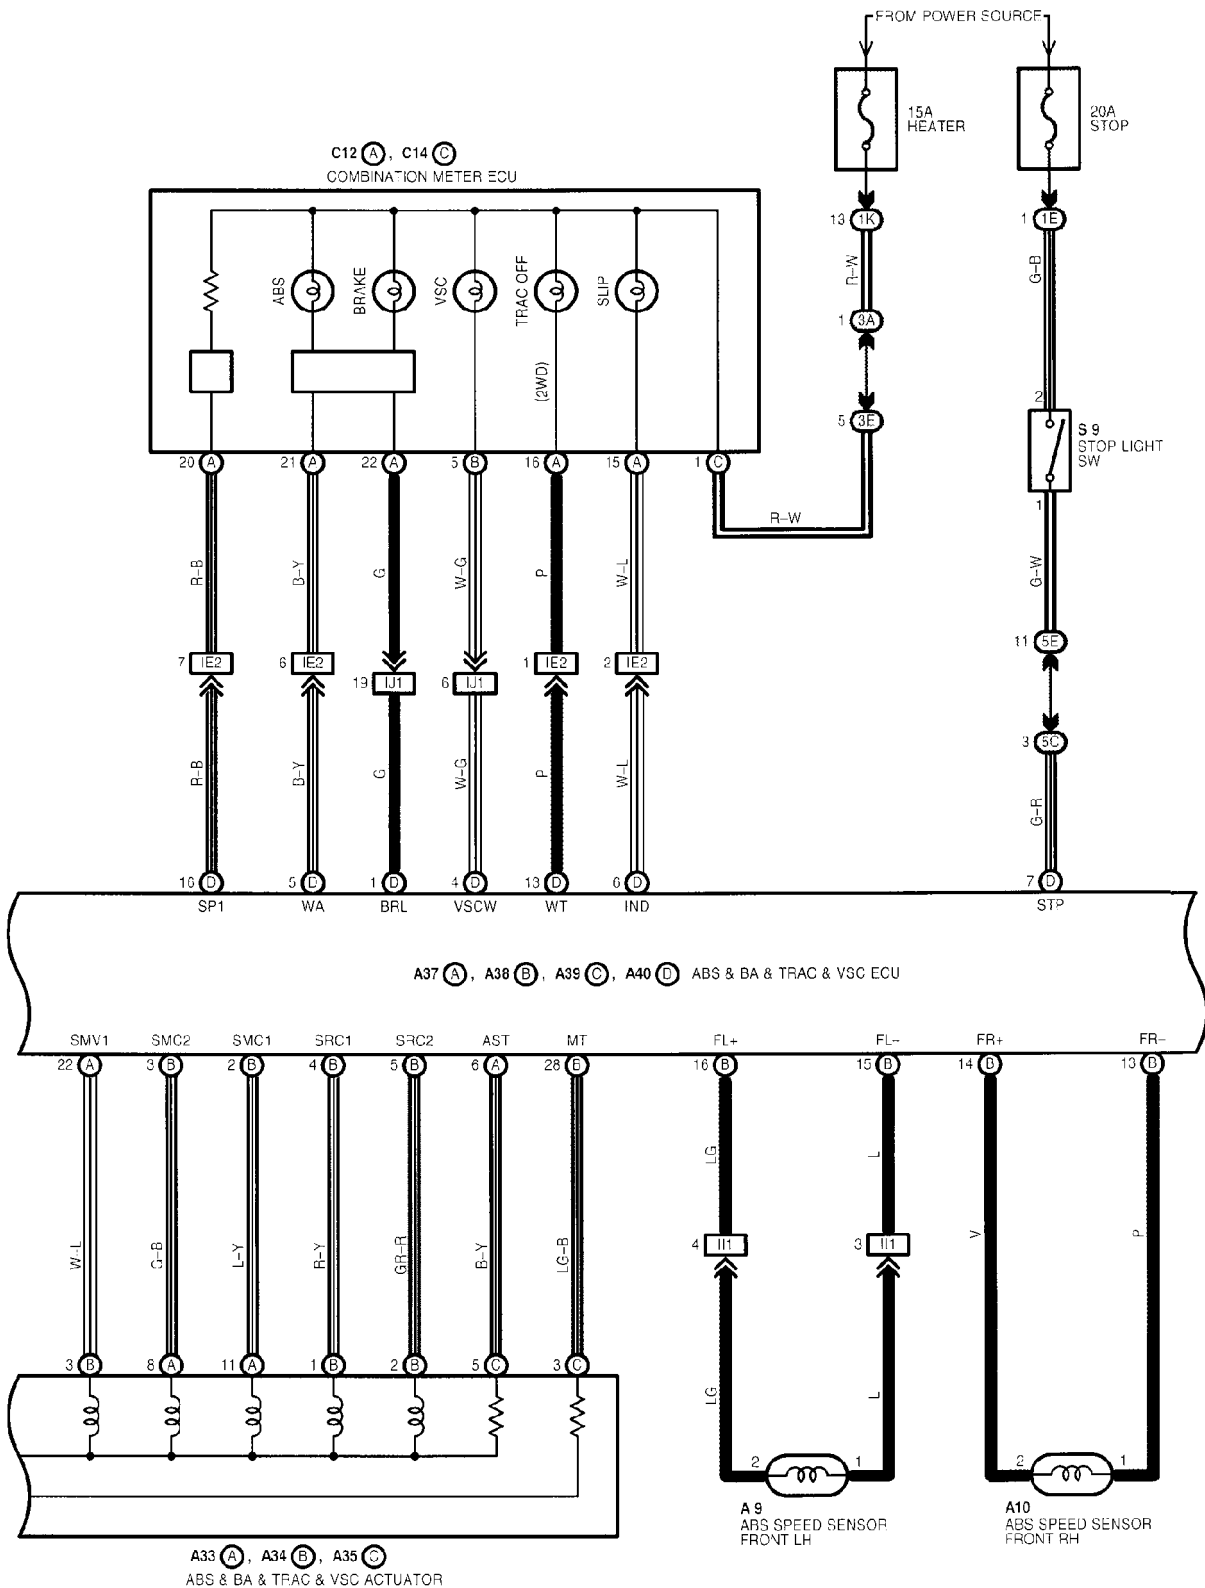 FROM POWER SOURCE
15A
HEATER
20A
STOP
C12 A , C14 C
COMBINATION METER ECU
13 1K
1 1E
R-W
G-B
ABS
BRAKE
VSC
TRAC OFF
SLIP
(2WD)
1 3A
5 3E
2
S 9
STOP LIGHT
SW
1
20 A
21 A
22 A
5 B
16 A
15 A
1 C
R-W
R-B
B-Y
G
W-G
P
W-L
G-W
7 IE2
6 IE2
19 IJ1
6 IJ1
1 IE2
2 IE2
11 5E
3 5C
R-B
B-Y
G
W-G
P
W-L
G-R
16 D
5 D
1 D
4 D
13 D
6 D
7 D
SP1
WA
BRL
VSCW
WT
IND
STP
A37 A , A38 B , A39 C , A40 D ABS & BA & TRAC & VSC ECU
SMV1
SMC2
SMC1
SRC1
SRC2
AST
MT
FL+
FL-
FR+
FR-
22 A
3 B
2 B
4 B
5 B
6 A
28 B
16 B
15 B
14 B
13 B
W-L
G-B
L-Y
R-Y
GR-R
B-Y
LG-B
LG
L
V
P
4 II1
3 II1
3 B
8 A
11 A
1 B
2 B
5 C
3 C
LG
L
2
1
2
1
A 9
ABS SPEED SENSOR
FRONT LH
A10
ABS SPEED SENSOR
FRONT RH
A33 A , A34 B , A35 C
ABS & BA & TRAC & VSC ACTUATOR